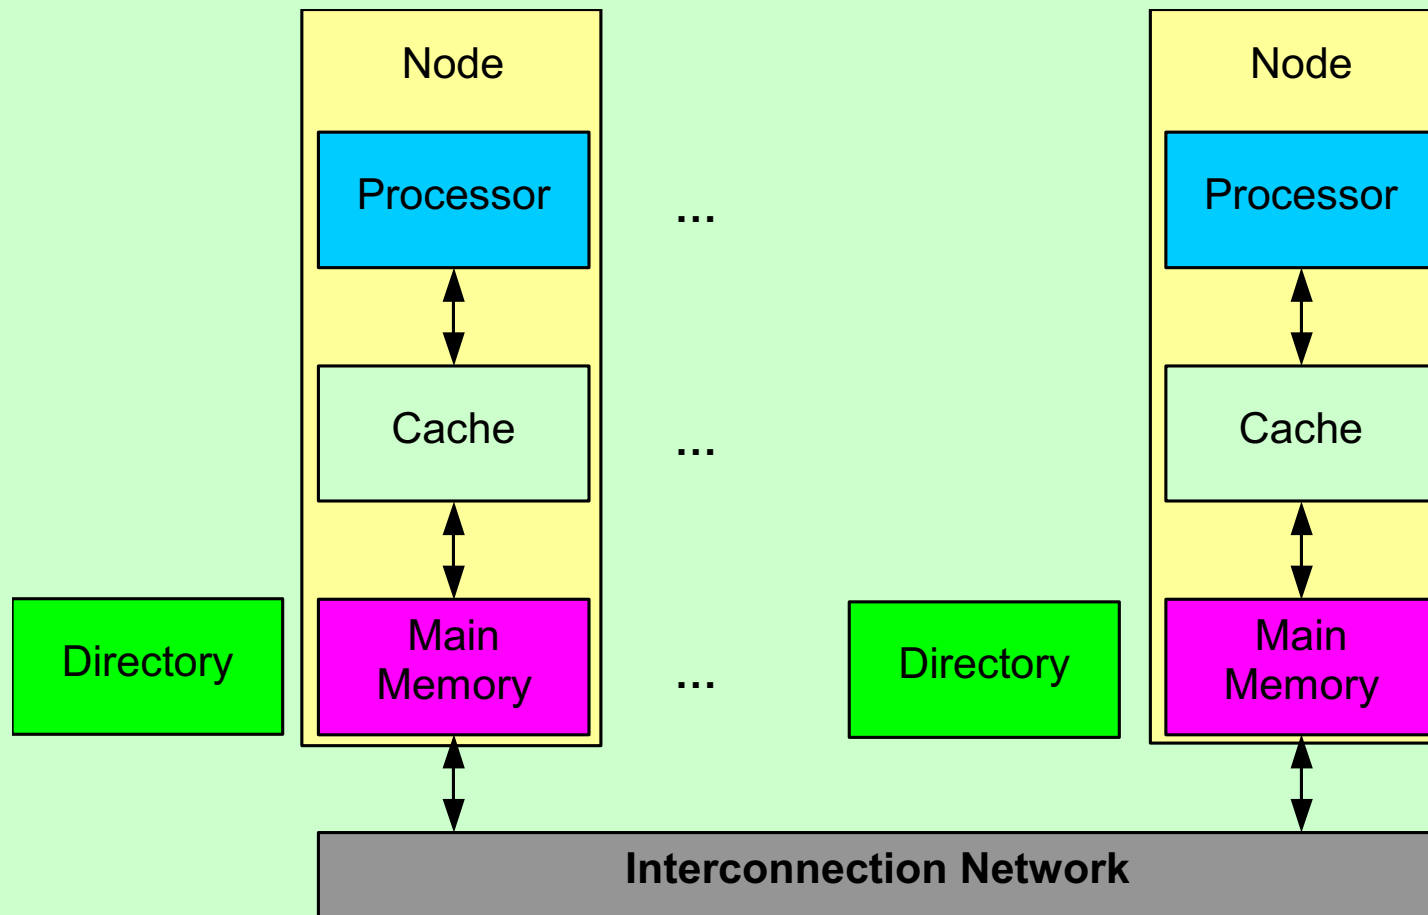 Node
Node
Processor
...
Processor
Cache
...
Cache
Directory
Main
Memory
...
Directory
Main
Memory
Interconnection Network